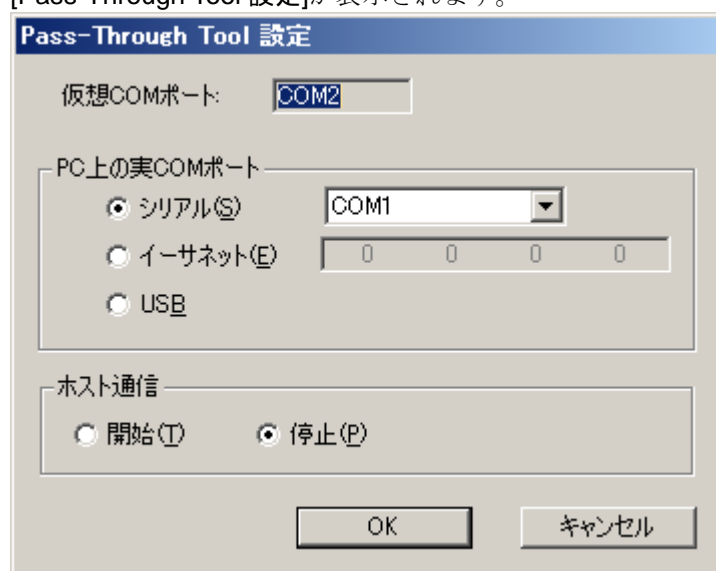 [Pass-Through Tool 設定]が表示されます。
Pass-Through Tool 設定
仮想COMポート: COM2
PC上の実COMポート
シリアル(S) COM1
イーサネット(E) 0 0 0 0
USB
ホスト通信
開始(T) 停止(P)
OK キャンセル